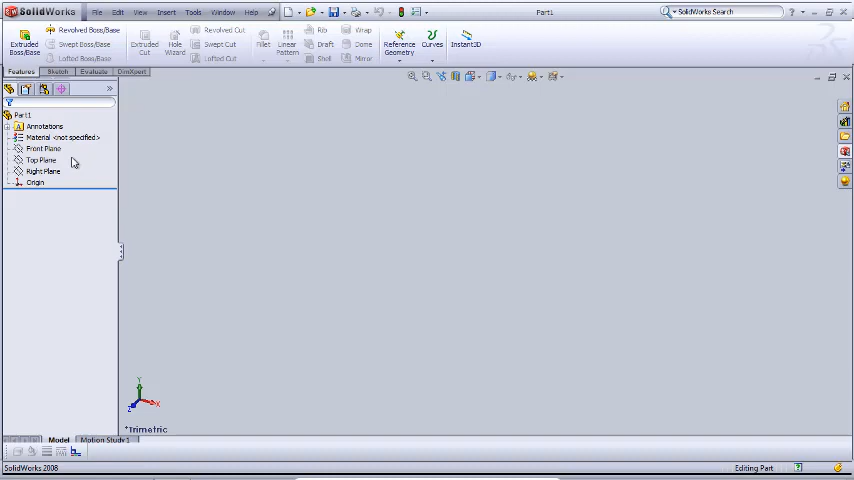 SolidWorks File Edit View Insert Tools Window Help Part1 SolidWorks Search
Extruded Boss/Base Revolved Boss/Base Swept Boss/Base Lofted Boss/Base Extruded Cut Hole Wizard Revolved Cut Swept Cut Lofted Cut Fillet Linear Pattern Rib Draft Shell Wrap Dome Mirror Reference Geometry Curves Instant3D
Features Sketch Evaluate DimXpert
Part1
A Annotations
Material <not specified>
Front Plane
Top Plane
Right Plane
Origin
Y
Z X
*Trimetric
Model Motion Study 1
SolidWorks 2008 Editing Part